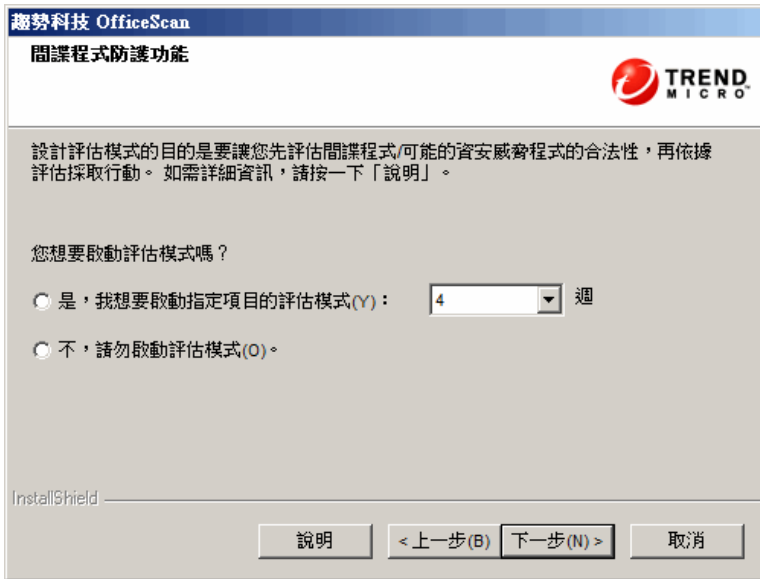 趨勢科技 OfficeScan
間諜程式防護功能
TREND
MICRO™
設計評估模式的目的是要讓您先評估間諜程式/可能的資安威脅程式的合法性，再依據
評估採取行動。 如需詳細資訊，請按一下「說明」。
您想要啟動評估模式嗎？
是，我想要啟動指定項目的評估模式(Y)： 4 週
不，請勿啟動評估模式(O)。
InstallShield
說明 < 上一步(B) 下一步(N) > 取消